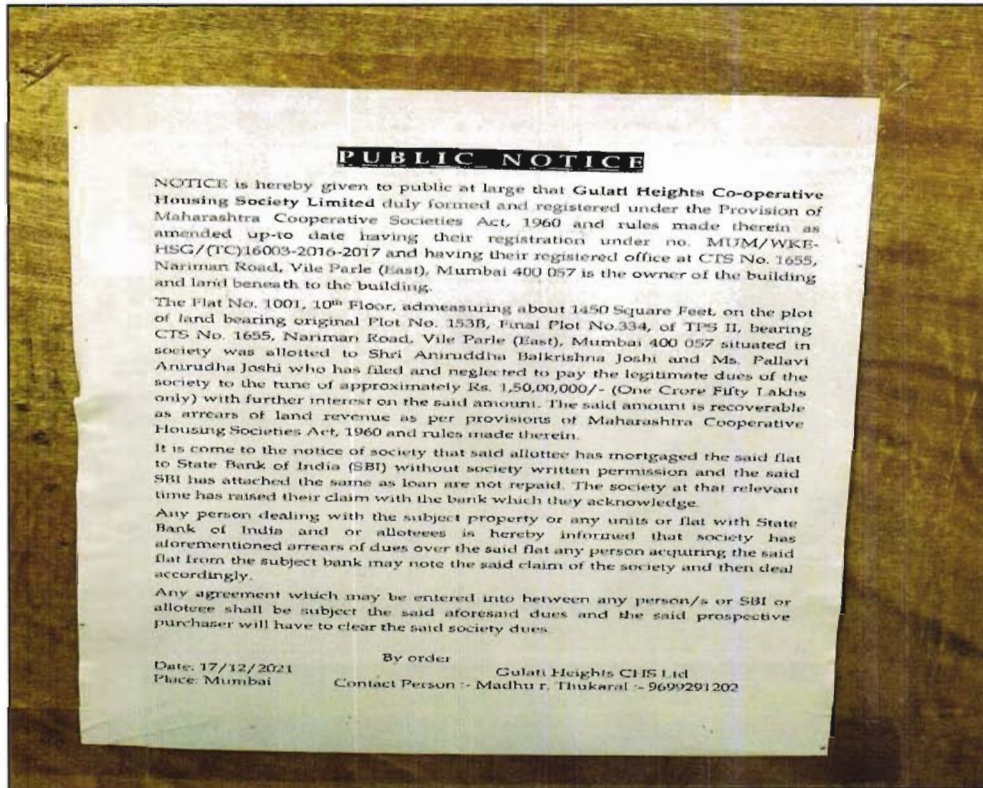 PUBLIC NOTICE
NOTICE is hereby given to public at large that Gulati Heights Co-operative
Housing Society Limited duly formed and registered under the Provision of
Maharashtra Cooperative Societies Act, 1960 and rules made therein as
amended up-to date having their registration under no. MUM/WKE-
HSG/(TC)16003-2016-2017 and having their registered office at CTS No. 1655,
Nariman Road, Vile Parle (East), Mumbai 400 057 is the owner of the building
and land beneath to the building.
The Flat No. 1001, 10th Floor, admeasuring about 1450 Square Feet, on the plot
of land bearing original Plot No. 153B, Final Plot No.334, of TPS II, bearing
CTS No. 1655, Nariman Road, Vile Parle (East), Mumbai 400 057 situated in
society was allotted to Shri Aniruddha Balkrishna Joshi and Ms. Pallavi
Anirudha Joshi who has filed and neglected to pay the legitimate dues of the
society to the tune of approximately Rs. 1,50,00,000/- (One Crore Fifty Lakhs
only) with further interest on the said amount. The said amount is recoverable
as arrears of land revenue as per provisions of Maharashtra Cooperative
Housing Societies Act, 1960 and rules made therein.
It is come to the notice of society that said allottee has mortgaged the said flat
to State Bank of India (SBI) without society written permission and the said
SBI has attached the same as loan are not repaid. The society at that relevant
time has raised their claim with the bank which they acknowledge.
Any person dealing with the subject property or any units or flat with State
Bank of India and or alloteees is hereby informed that society has
aforementioned arrears of dues over the said flat any person acquiring the said
flat from the subject bank may note the said claim of the society and then deal
accordingly.
Any agreement which may be entered into between any person/s or SBI or
alloteee shall be subject the said aforesaid dues and the said prospective
purchaser will have to clear the said society dues.
By order
Date: 17/12/2021 Gulati Heights CHS Ltd
Place: Mumbai Contact Person :- Madhu r. Thukaral :- 9699291202